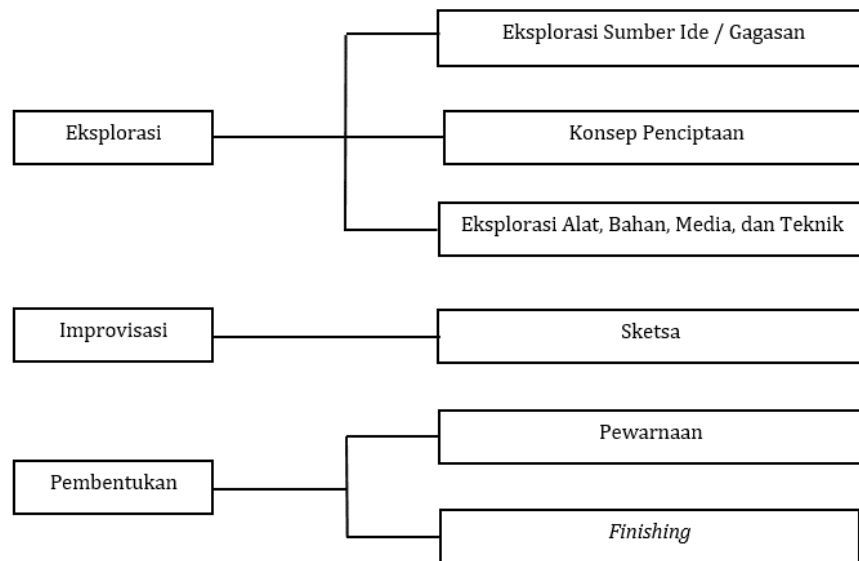 Eksplorasi Sumber Ide / Gagasan
Eksplorasi
Konsep Penciptaan
Eksplorasi Alat, Bahan, Media, dan Teknik
Improvisasi
Sketsa
Pewarnaan
Pembentukan
Finishing